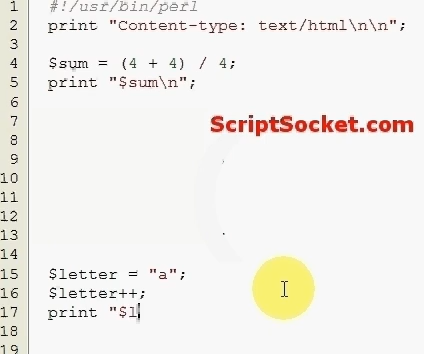 1 #!/usr/bin/perl
2 print "Content-type: text/html\n\n";
3
4 $sum = (4 + 4) / 4;
5 print "$sum\n";
6
7 ScriptSocket.com
8
9
10
11
12
13
14
15 $letter = "a";
16 $letter++;
17 print "$l
18
19